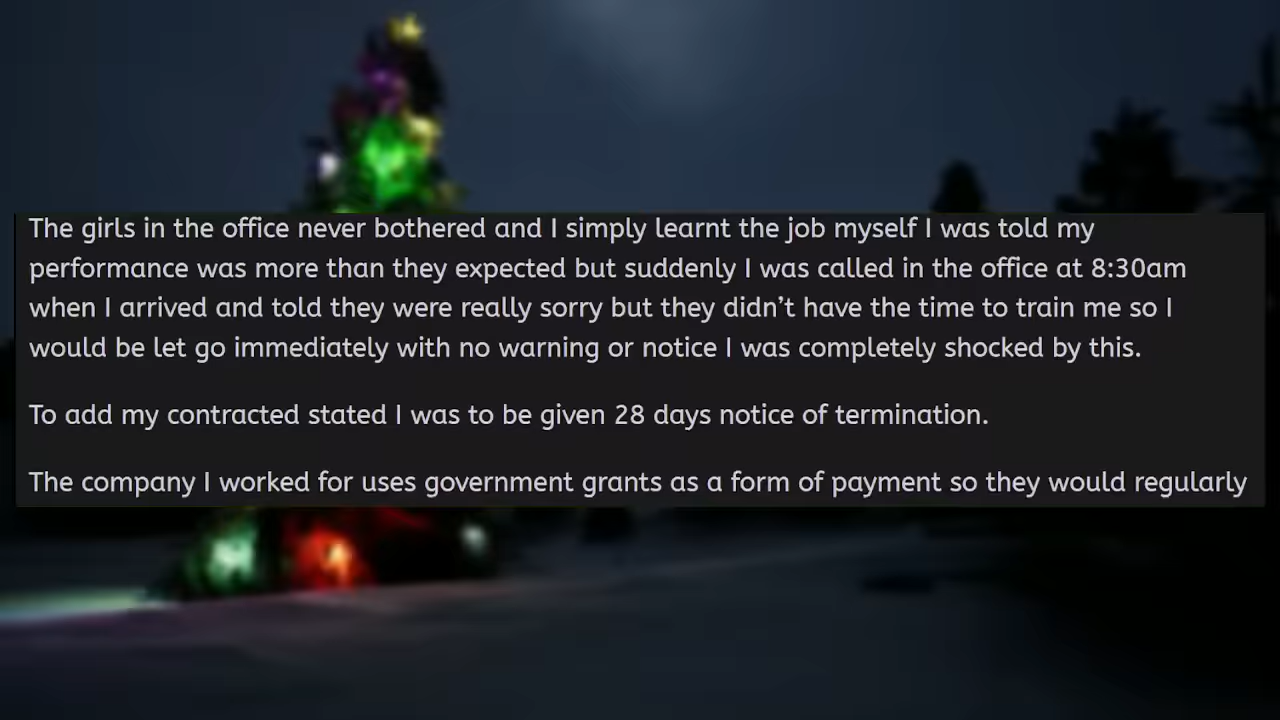 The girls in the office never bothered and I simply learnt the job myself I was told my
performance was more than they expected but suddenly I was called in the office at 8:30am
when I arrived and told they were really sorry but they didn’t have the time to train me so I
would be let go immediately with no warning or notice I was completely shocked by this.
To add my contracted stated I was to be given 28 days notice of termination.
The company I worked for uses government grants as a form of payment so they would regularly